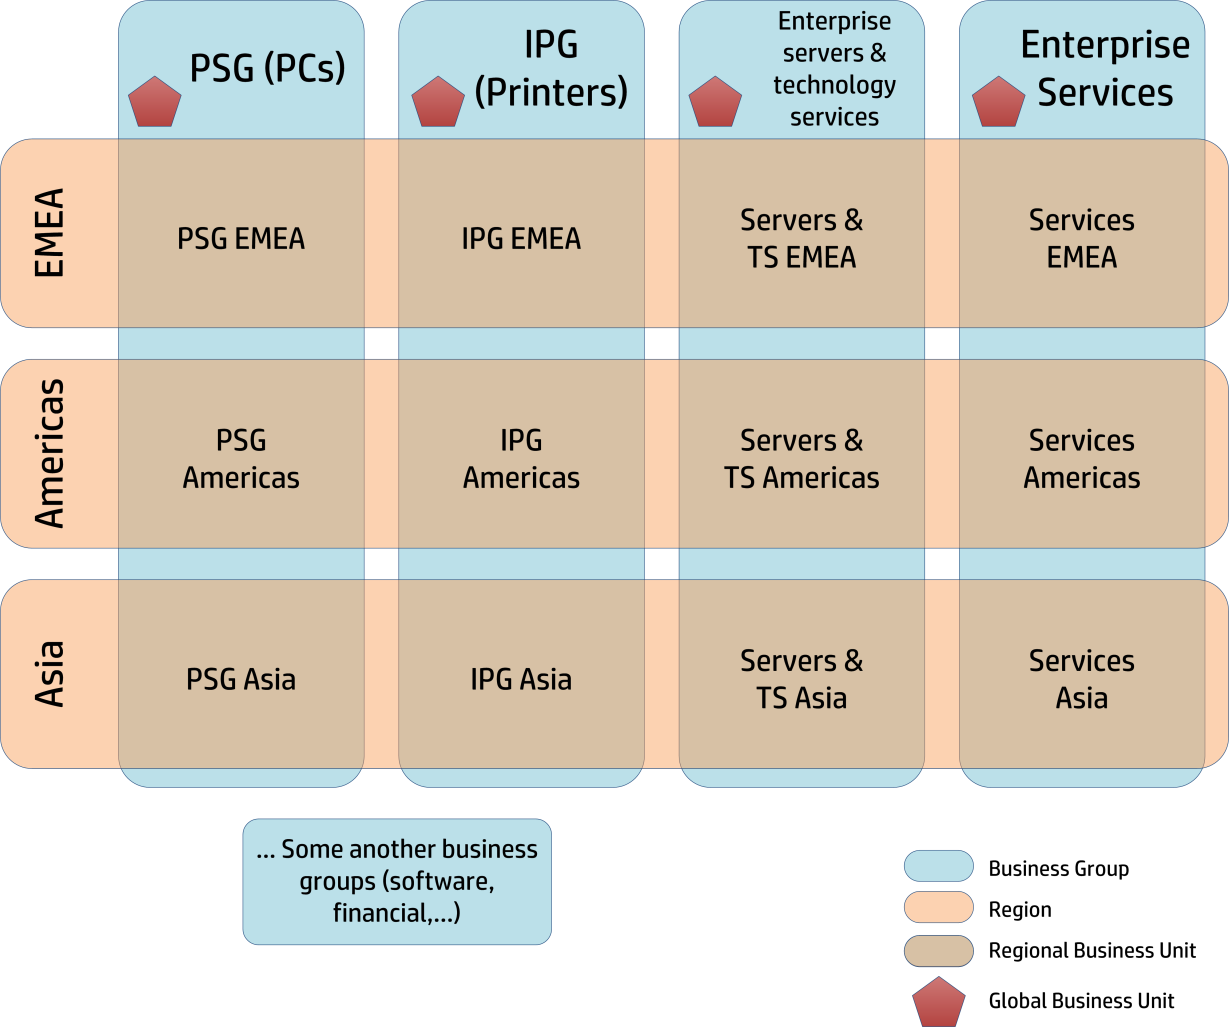 PSG (PCs)
IPG
(Printers)
Enterprise
servers &
technology
services
Enterprise
Services
EMEA
PSG EMEA
IPG EMEA
Servers &
TS EMEA
Services
EMEA
Americas
PSG
Americas
IPG
Americas
Servers &
TS Americas
Services
Americas
Asia
PSG Asia
IPG Asia
Servers &
TS Asia
Services
Asia
... Some another business
groups (software,
financial,...)
Business Group
Region
Regional Business Unit
Global Business Unit